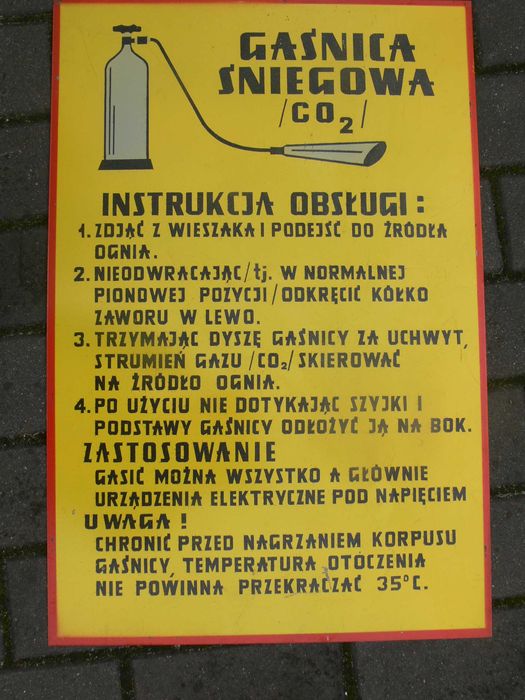 GAŚNICA
ŚNIEGOWA
/CO₂/
INSTRUKCJA OBSŁUGI :
1. ZDJĄĆ Z WIESZAKA I PODEJŚĆ DO ŹRÓDŁA
OGNIA.
2. NIEODWRACAJĄC /tj. W NORMALNEJ
PIONOWEJ POZYCJI/ ODKRĘCIĆ KÓŁKO
ZAWORU W LEWO.
3. TRZYMAJĄC DYSZĘ GAŚNICY ZA UCHWYT,
STRUMIEŃ GAZU /CO₂/ SKIEROWAĆ
NA ŹRÓDŁO OGNIA.
4. PO UŻYCIU NIE DOTYKAJĄC SZYJKI I
PODSTAWY GAŚNICY ODŁOŻYĆ JĄ NA BOK.
ZASTOSOWANIE
GASIĆ MOŻNA WSZYSTKO A GŁÓWNIE
URZĄDZENIA ELEKTRYCZNE POD NAPIĘCIEM
UWAGA !
CHRONIĆ PRZED NAGRZANIEM KORPUSU
GAŚNICY, TEMPERATURA OTOCZENIA
NIE POWINNA PRZEKRACZAĆ 35°C.